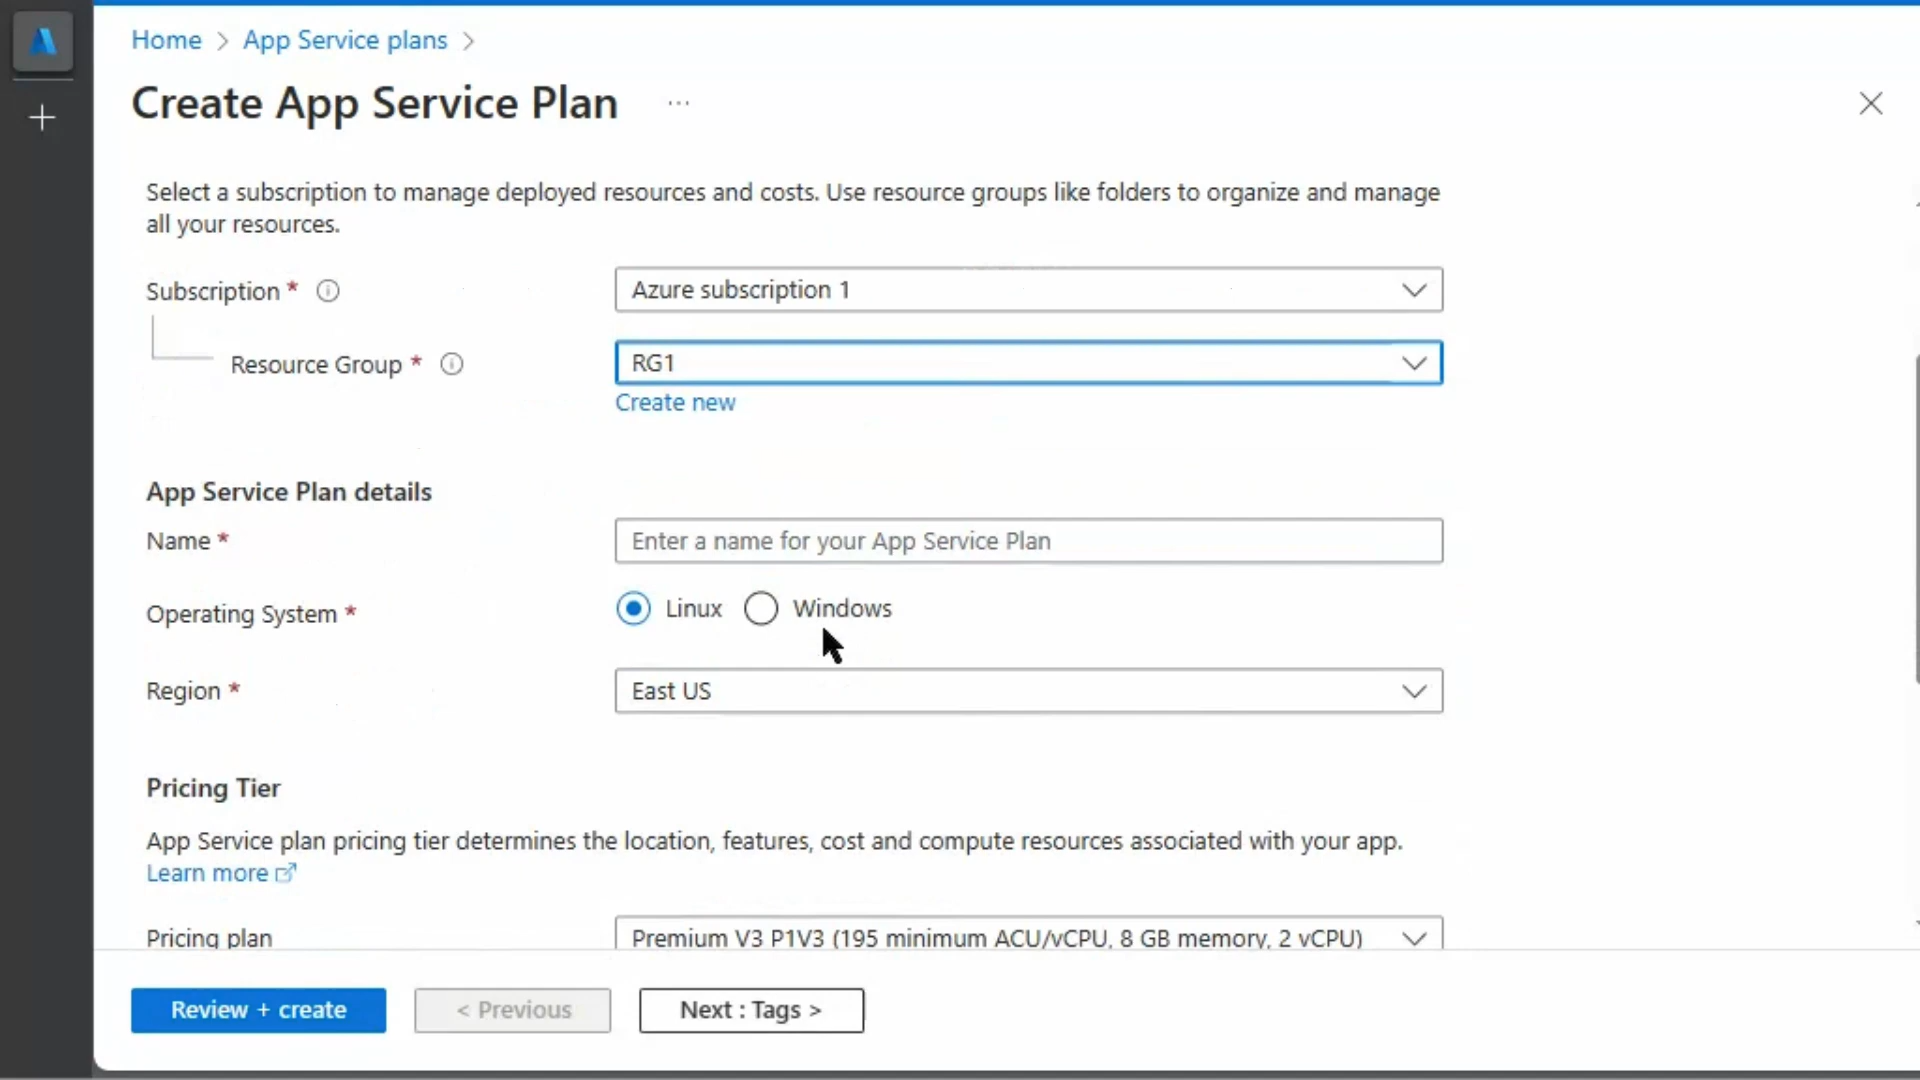 Home > App Service plans >
Create App Service Plan ...
Select a subscription to manage deployed resources and costs. Use resource groups like folders to organize and manage
all your resources.
Subscription *
Azure subscription 1
Resource Group *
RG1
Create new
App Service Plan details
Name *
Enter a name for your App Service Plan
Operating System *
Linux
Windows
Region *
East US
Pricing Tier
App Service plan pricing tier determines the location, features, cost and compute resources associated with your app.
Learn more
Pricing plan
Premium V3 P1V3 (195 minimum ACU/vCPU, 8 GB memory, 2 vCPU)
Review + create
< Previous
Next : Tags >